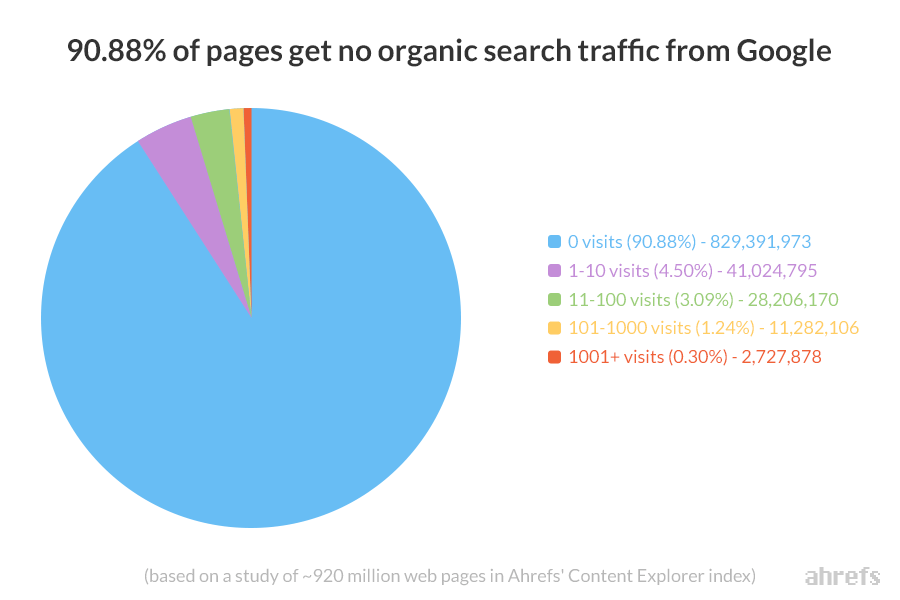 90.88% of pages get no organic search traffic from Google
0 visits (90.88%) - 829,391,973
1-10 visits (4.50%) - 41,024,795
11-100 visits (3.09%) - 28,206,170
101-1000 visits (1.24%) - 11,282,106
1001+ visits (0.30%) - 2,727,878
(based on a study of ~920 million web pages in Ahrefs' Content Explorer index)
ahrefs